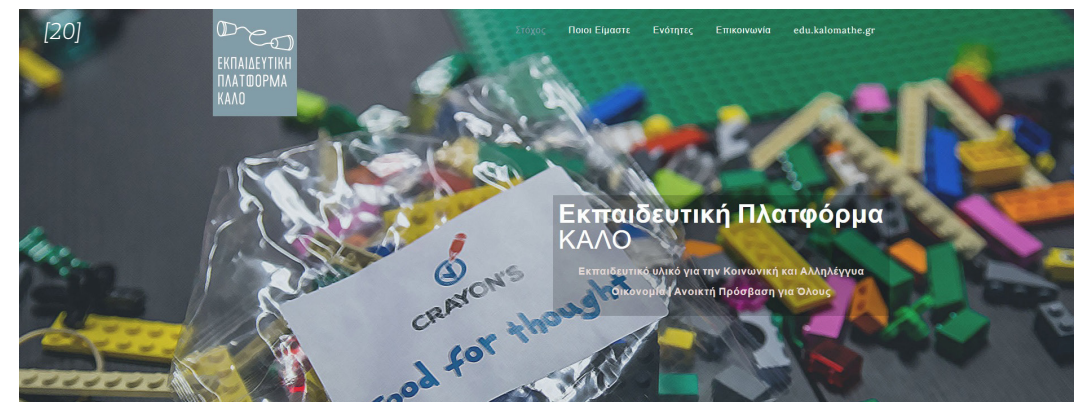 [20]
ΕΚΠΑΙΔΕΥΤΙΚΗ
ΠΛΑΤΦΟΡΜΑ
ΚΑΛΟ
Στόχος Ποιοι Είμαστε Ενότητες Επικοινωνία edu.kalomathe.gr
Εκπαιδευτική Πλατφόρμα
ΚΑΛΟ
Εκπαιδευτικό υλικό για την Κοινωνική και Αλληλέγγυα
Οικονομία | Ανοικτή Πρόσβαση για Όλους
CRAYON'S
food for thought